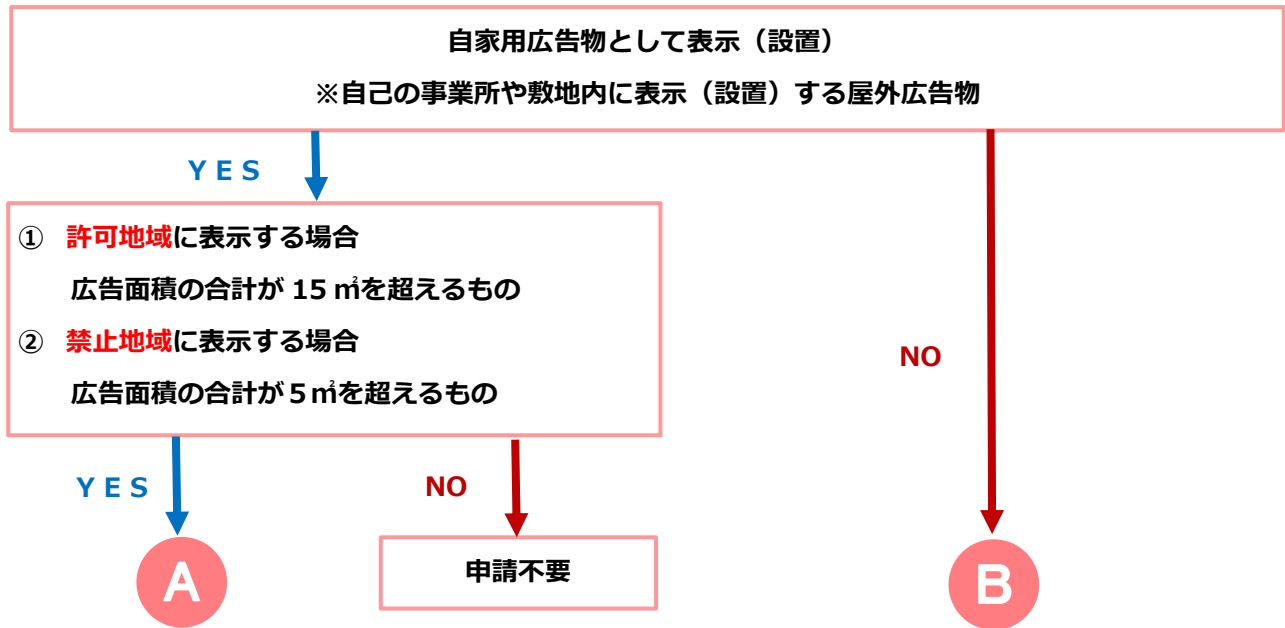 自家用広告物として表示（設置）
※自己の事業所や敷地内に表示（設置）する屋外広告物
ＹＥＳ
① 許可地域に表示する場合
広告面積の合計が 15 ㎡を超えるもの
② 禁止地域に表示する場合
広告面積の合計が５㎡を超えるもの
NO
ＹＥＳ
NO
A
申請不要
B